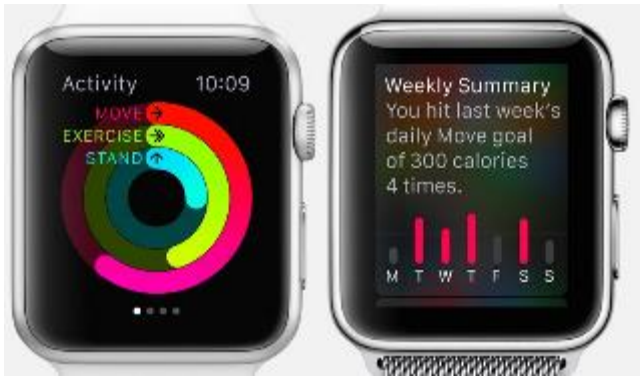 Activity 10:09
MOVE
EXERCISE
STAND
Weekly Summary
You hit last week's
daily Move goal
of 300 calories
4 times.
M T W T F S S